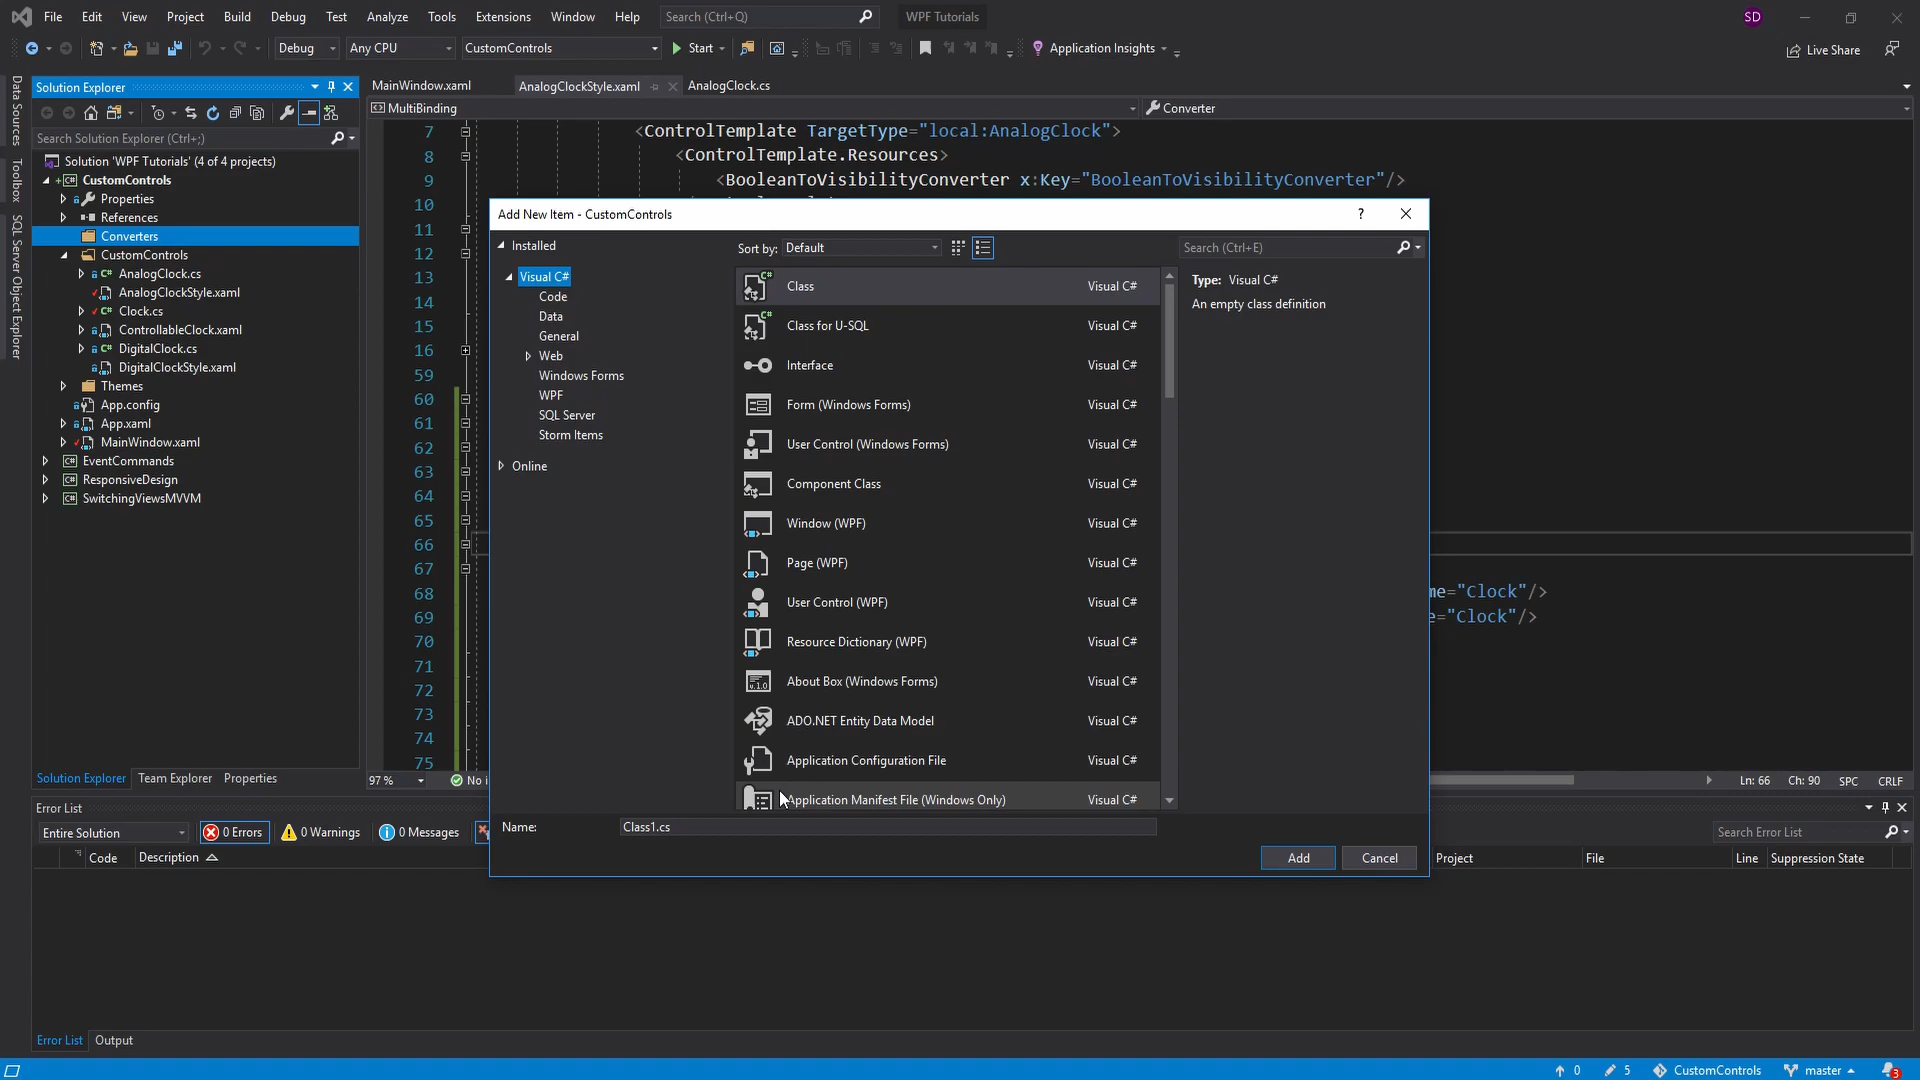 File Edit View Project Build Debug Test Analyze Tools Extensions Window Help Search (Ctrl+Q) WPF Tutorials SD
Debug Any CPU CustomControls Start Application Insights Live Share
Data Sources
Toolbox
SQL Server Object Explorer
Solution Explorer
Search Solution Explorer (Ctrl+;)
Solution 'WPF Tutorials' (4 of 4 projects)
CustomControls
Properties
References
Converters
CustomControls
AnalogClock.cs
AnalogClockStyle.xaml
Clock.cs
ControllableClock.xaml
DigitalClock.cs
DigitalClockStyle.xaml
Themes
App.config
App.xaml
MainWindow.xaml
EventCommands
ResponsiveDesign
SwitchingViewsMVVM
Solution Explorer Team Explorer Properties
MainWindow.xaml AnalogClockStyle.xaml AnalogClock.cs
MultiBinding Converter
7 <ControlTemplate TargetType="local:AnalogClock">
8 <ControlTemplate.Resources>
9 <BooleanToVisibilityConverter x:Key="BooleanToVisibilityConverter"/>
10
11
12
13
14
15
16
59
60
61
62
63
64
65
66
67
68 me="Clock"/>
69 e="Clock"/>
70
71
72
73
74
75
97 % No i
Ln: 66 Ch: 90 SPC CRLF
Add New Item - CustomControls ?
Installed
Visual C#
Code
Data
General
Web
Windows Forms
WPF
SQL Server
Storm Items
Online
Sort by: Default
Search (Ctrl+E)
Class Visual C#
Class for U-SQL Visual C#
Interface Visual C#
Form (Windows Forms) Visual C#
User Control (Windows Forms) Visual C#
Component Class Visual C#
Window (WPF) Visual C#
Page (WPF) Visual C#
User Control (WPF) Visual C#
Resource Dictionary (WPF) Visual C#
About Box (Windows Forms) Visual C#
ADO.NET Entity Data Model Visual C#
Application Configuration File Visual C#
Application Manifest File (Windows Only) Visual C#
Type: Visual C#
An empty class definition
Name: Class1.cs
Add Cancel
Error List
Entire Solution 0 Errors 0 Warnings 0 Messages Search Error List
Code Description Project File Line Suppression State
Error List Output
0 5 CustomControls master 3